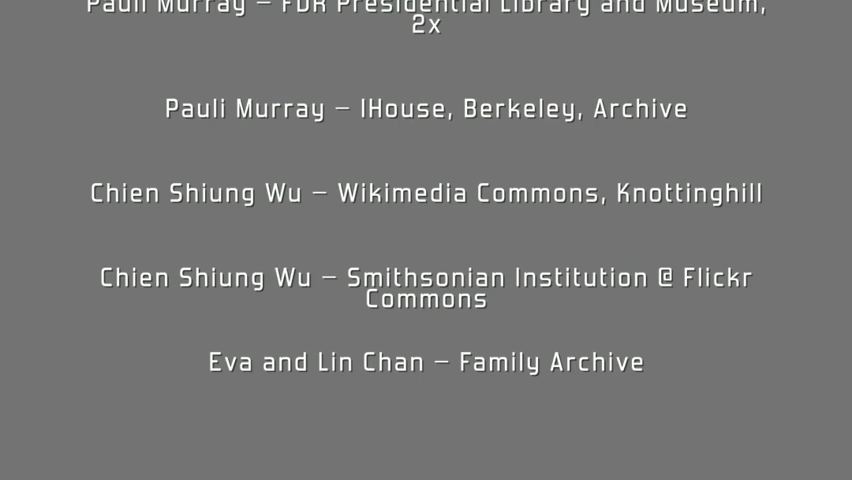 Pauli Murray – FDR Presidential Library and Museum,
2x
Pauli Murray – IHouse, Berkeley, Archive
Chien Shiung Wu – Wikimedia Commons, Knottinghill
Chien Shiung Wu – Smithsonian Institution @ Flickr
Commons
Eva and Lin Chan – Family Archive